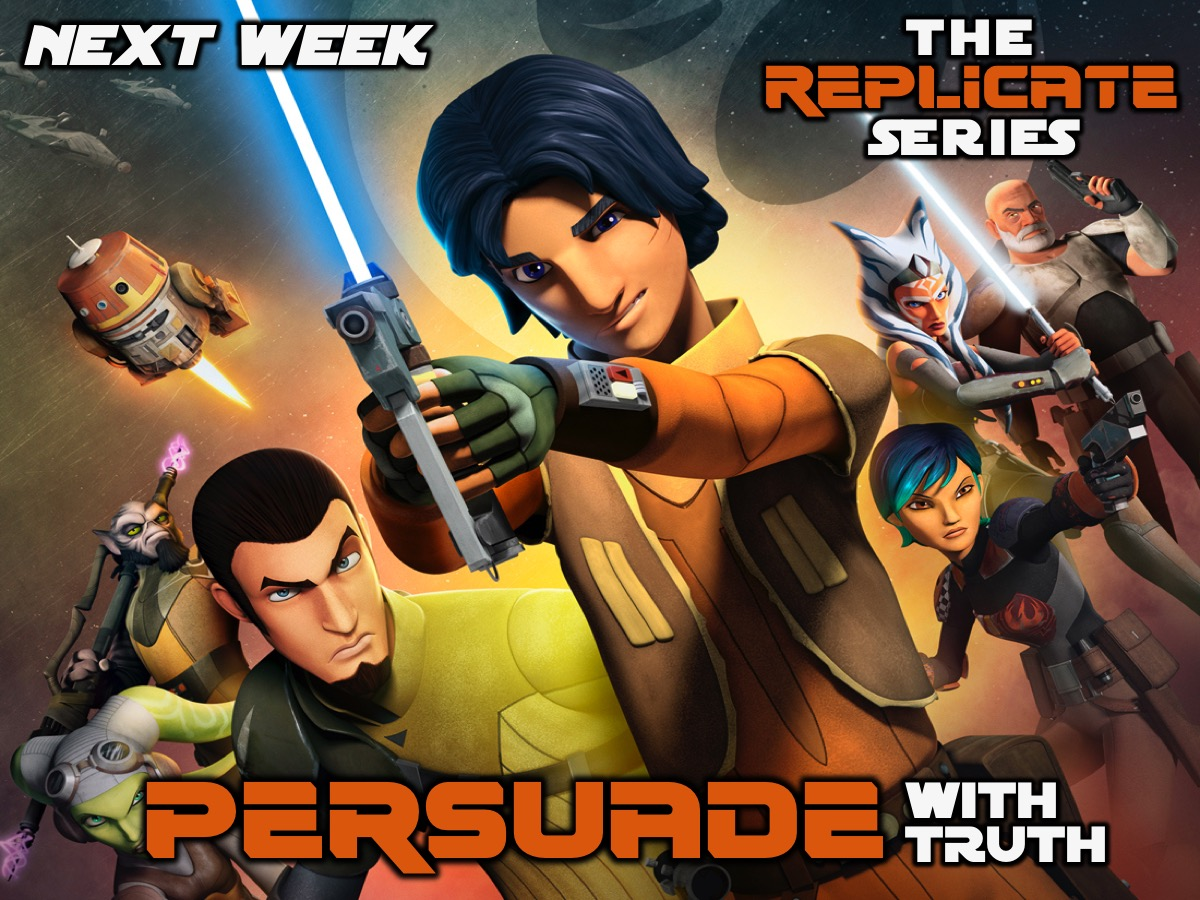 NEXT WEEK
THE
REPLICATE
SERIES
PERSUADE
WITH
TRUTH